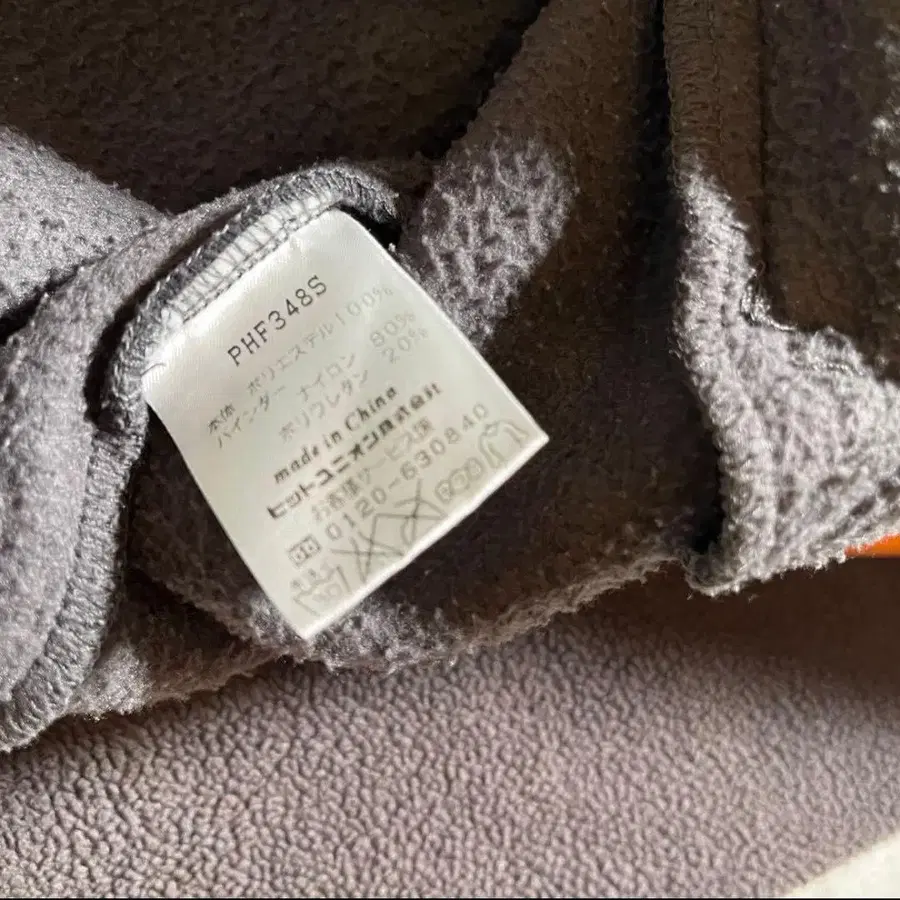 PHF348S
本体 ポリエステル100%
バインダー ナイロン 80%
ポリウレタン 20%
made in China
ヒットユニオン株式会社
お客様サービス課
0120-630840